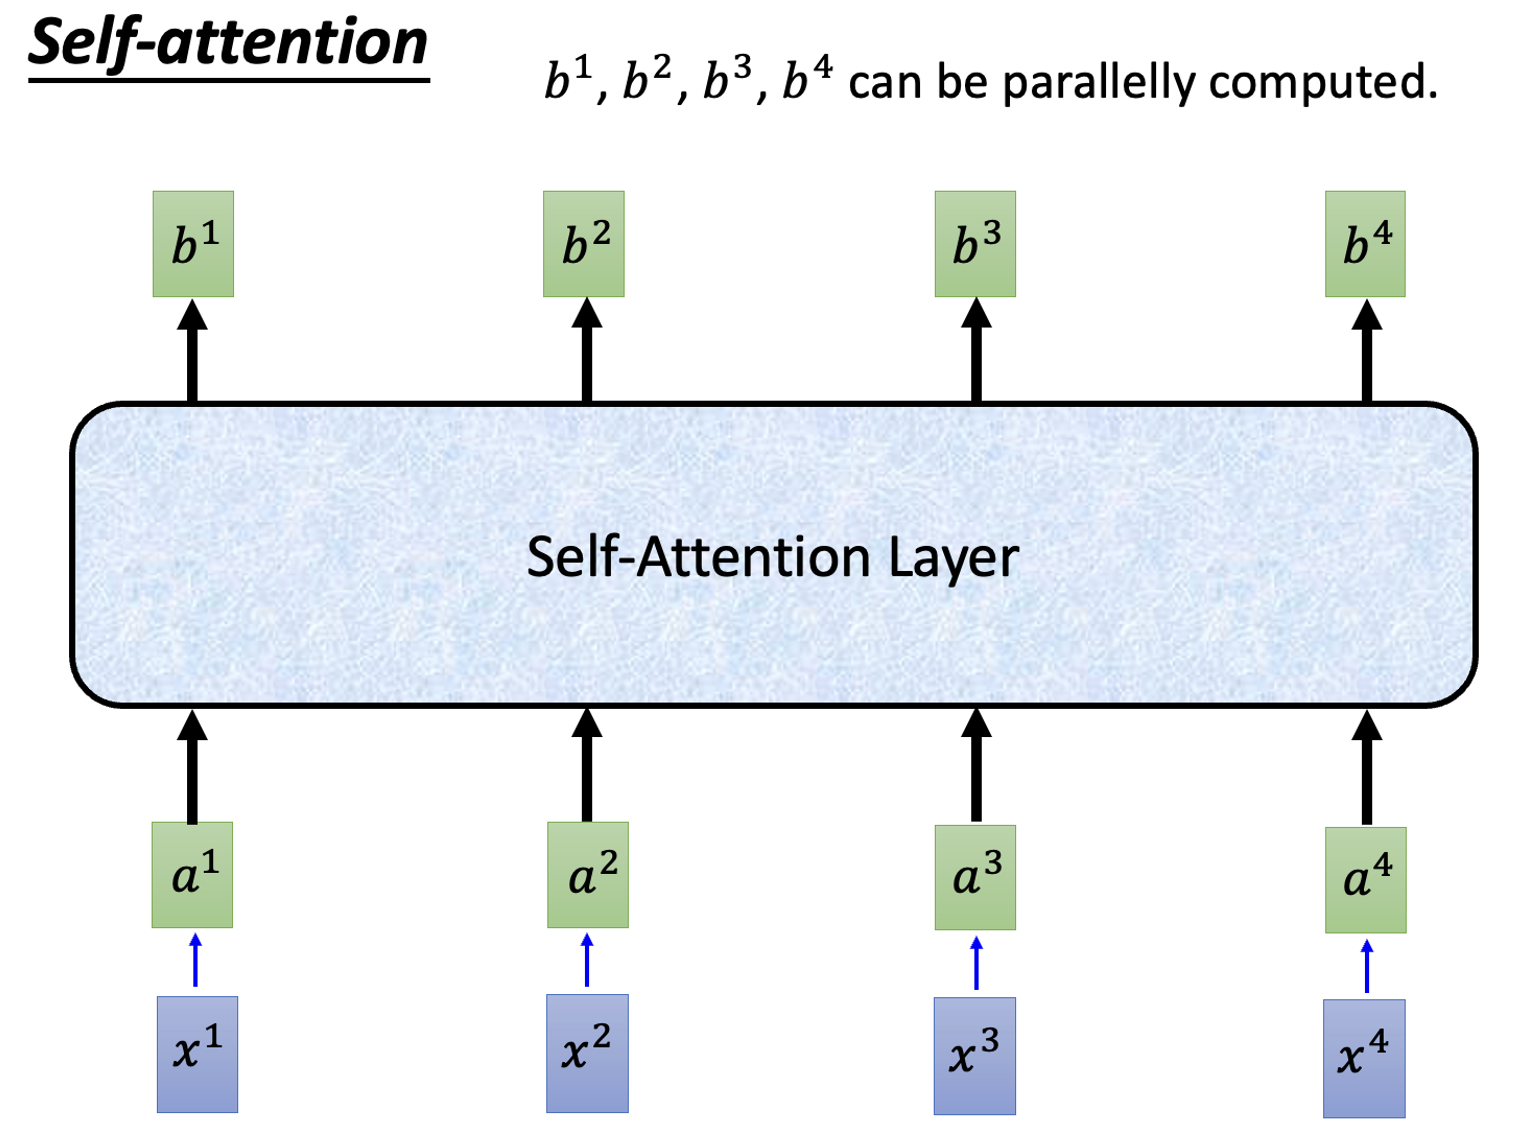 Self-attention
b¹, b², b³, b⁴ can be parallelly computed.
b¹ b² b³ b⁴
Self-Attention Layer
a¹ a² a³ a⁴
x¹ x² x³ x⁴